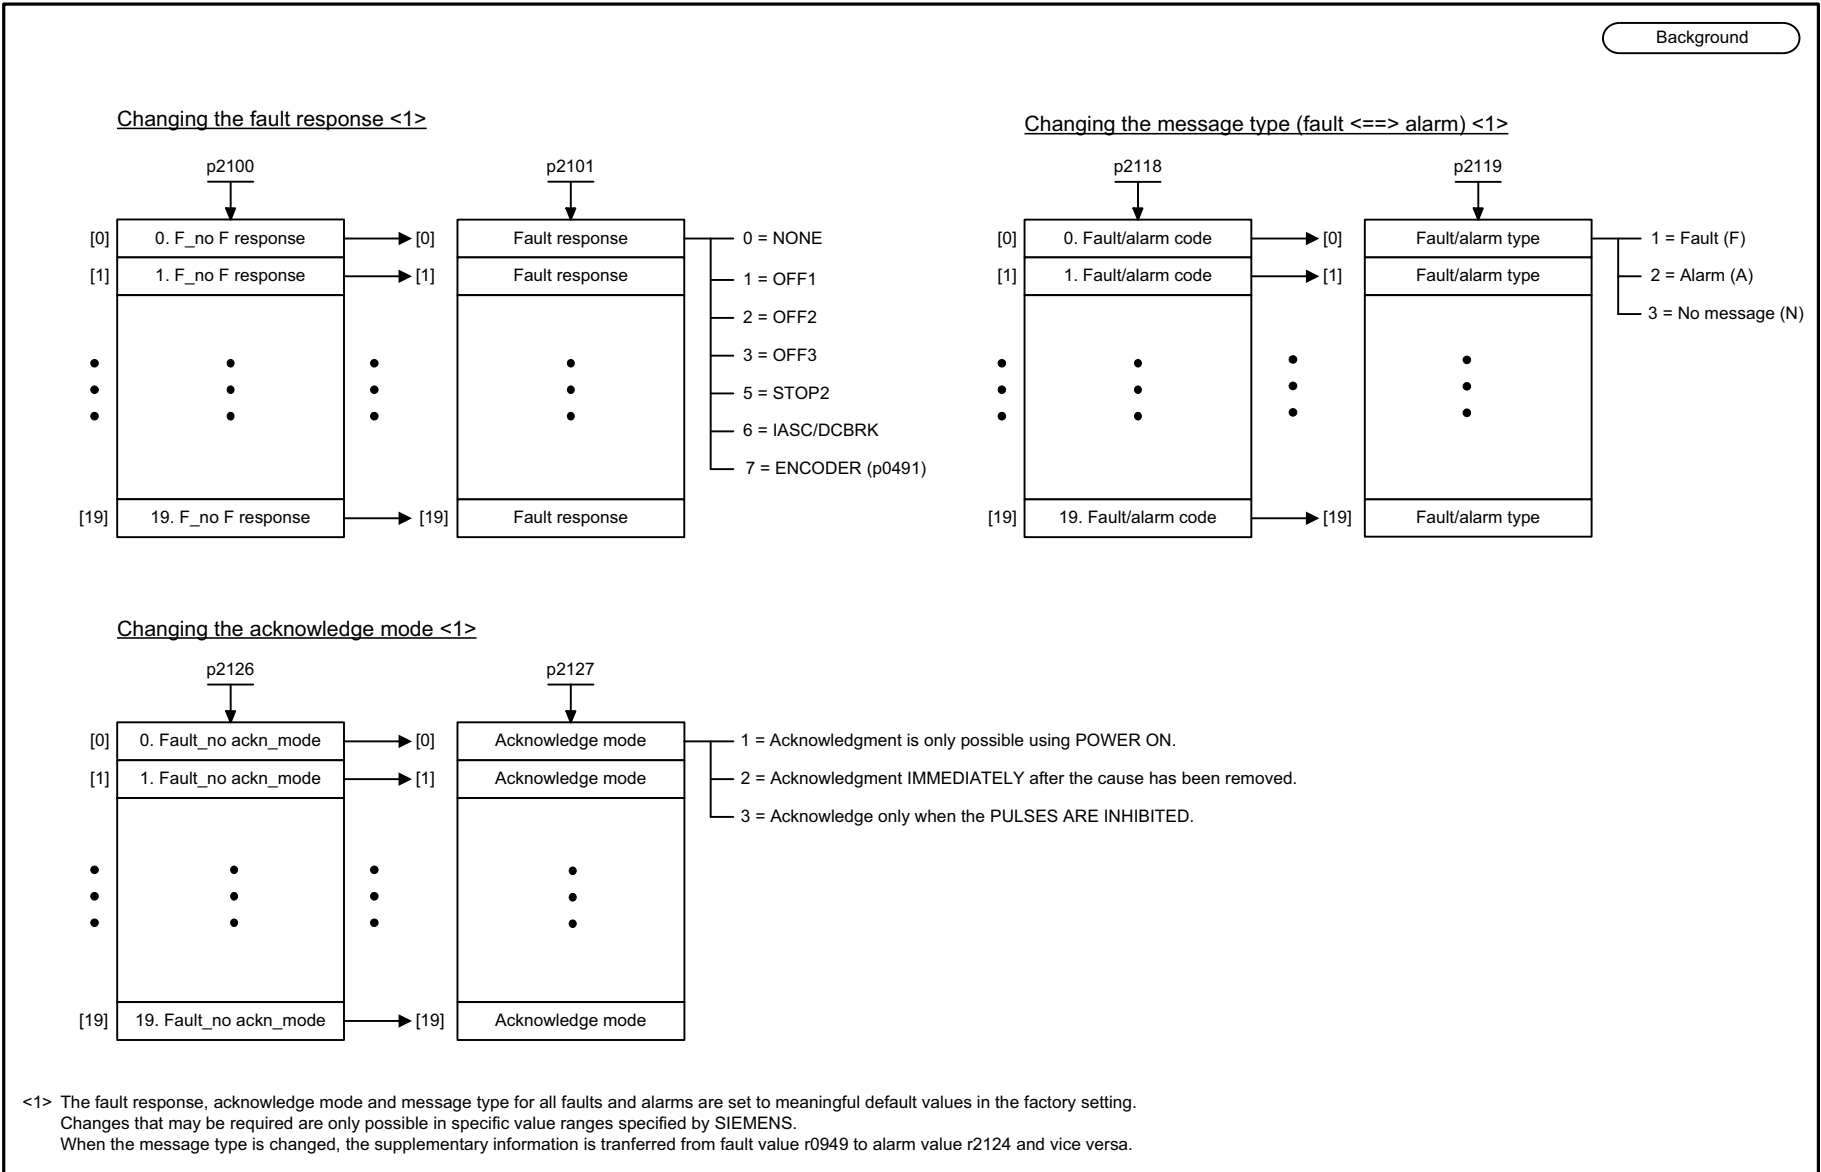 Background
Changing the fault response <1>
p2100
p2101
[0] 0. F_no F response [0] Fault response 0 = NONE
[1] 1. F_no F response [1] Fault response 1 = OFF1
2 = OFF2
3 = OFF3
5 = STOP2
6 = IASC/DCBRK
7 = ENCODER (p0491)
[19] 19. F_no F response [19] Fault response
Changing the message type (fault <==> alarm) <1>
p2118
p2119
[0] 0. Fault/alarm code [0] Fault/alarm type 1 = Fault (F)
[1] 1. Fault/alarm code [1] Fault/alarm type 2 = Alarm (A)
3 = No message (N)
[19] 19. Fault/alarm code [19] Fault/alarm type
Changing the acknowledge mode <1>
p2126
p2127
[0] 0. Fault_no ackn_mode [0] Acknowledge mode 1 = Acknowledgment is only possible using POWER ON.
[1] 1. Fault_no ackn_mode [1] Acknowledge mode 2 = Acknowledgment IMMEDIATELY after the cause has been removed.
3 = Acknowledge only when the PULSES ARE INHIBITED.
[19] 19. Fault_no ackn_mode [19] Acknowledge mode
<1> The fault response, acknowledge mode and message type for all faults and alarms are set to meaningful default values in the factory setting.
Changes that may be required are only possible in specific value ranges specified by SIEMENS.
When the message type is changed, the supplementary information is tranferred from fault value r0949 to alarm value r2124 and vice versa.